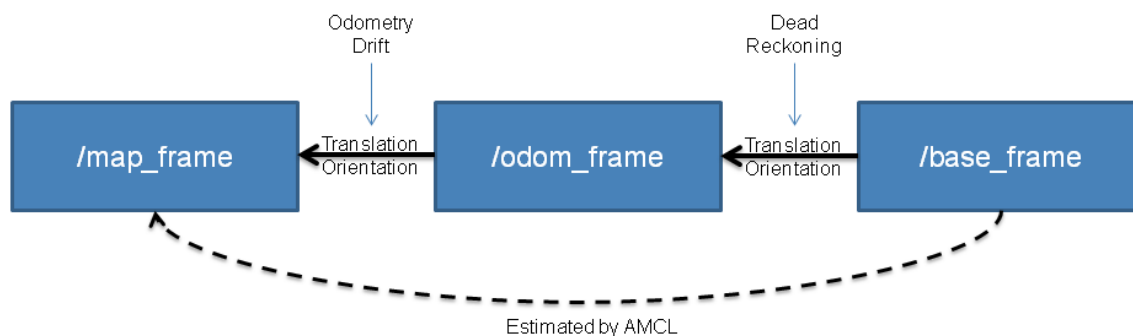 Odometry
Drift
Dead
Reckoning
/map_frame
Translation
Orientation
/odom_frame
Translation
Orientation
/base_frame
Estimated by AMCL